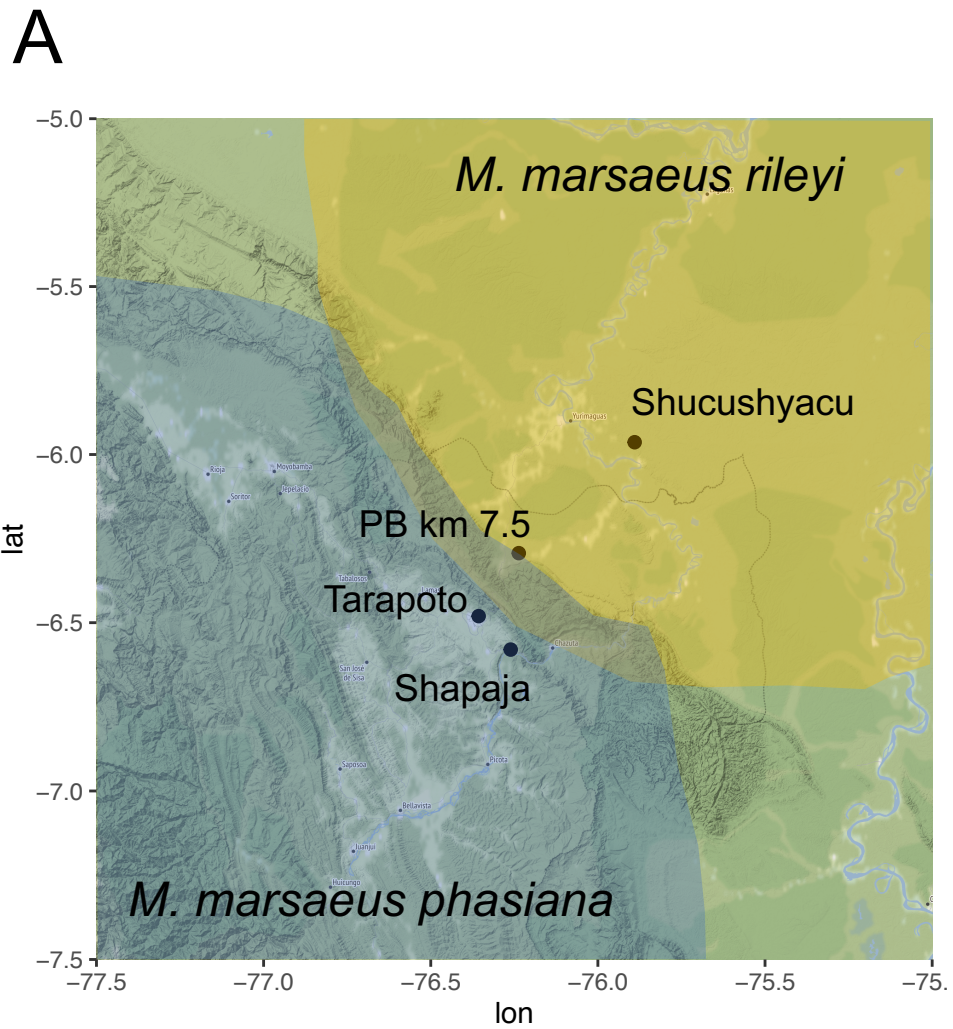 A
−5.0
M. marsaeus rileyi
−5.5
Shucushyacu
Yurimaguas
−6.0
Rioja
Moyobamba
Jepelacio
Soritor
PB km 7.5
lat
Tabalosos
Tarapoto
−6.5
Chazuta
San José
de Sisa
Shapaja
Saposoa
Picota
−7.0
Bellavista
Juanjui
Huicungo
M. marsaeus phasiana
−7.5
−77.5
−77.0
−76.5
−76.0
−75.5
−75.
lon